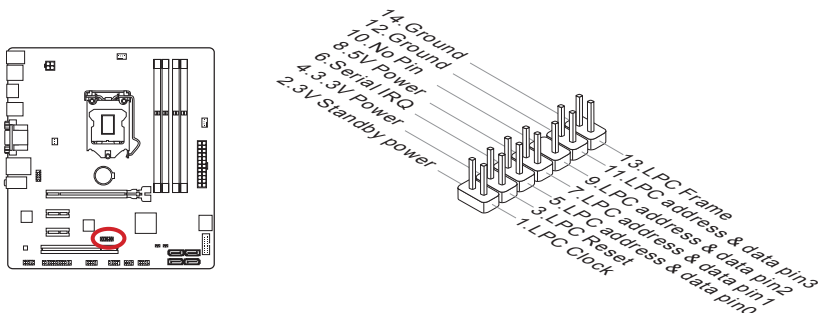 14.Ground
12.Ground
10.No Pin
8.5V Power
6.Serial IRQ
4.3.3V Power
2.3V Standby power
13.LPC Frame
11.LPC address & data pin3
9.LPC address & data pin2
7.LPC address & data pin1
5.LPC address & data pin0
3.LPC Reset
1.LPC Clock